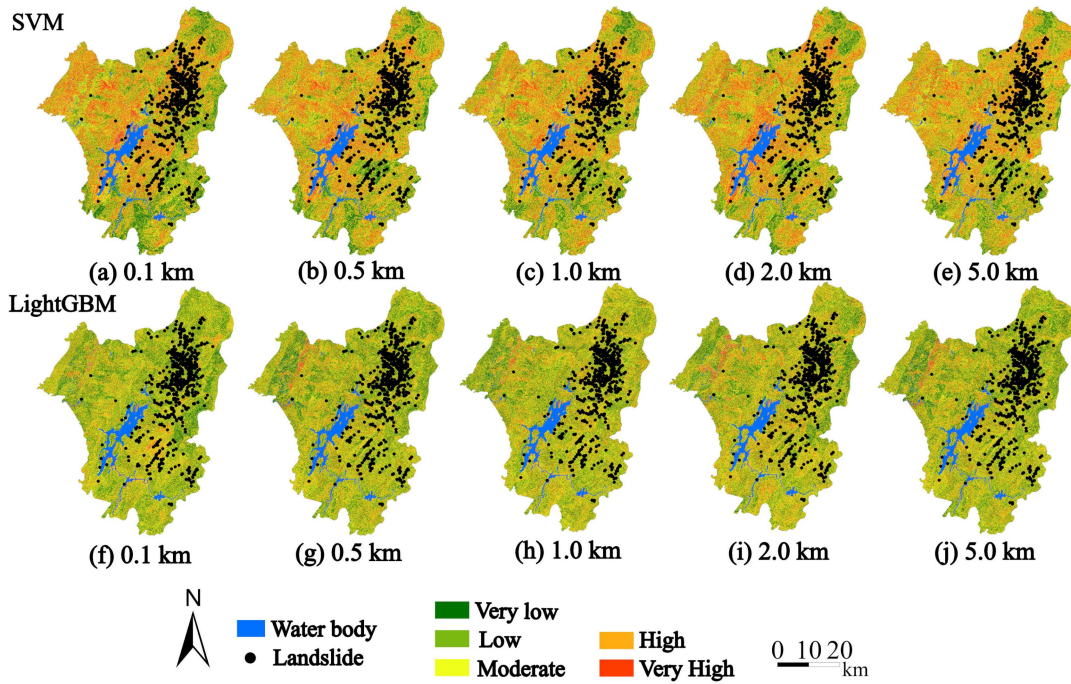 SVM
(a) 0.1 km
(b) 0.5 km
(c) 1.0 km
(d) 2.0 km
(e) 5.0 km
LightGBM
(f) 0.1 km
(g) 0.5 km
(h) 1.0 km
(i) 2.0 km
(j) 5.0 km
N
Water body
Landslide
Very low
Low
Moderate
High
Very High
0 10 20
km